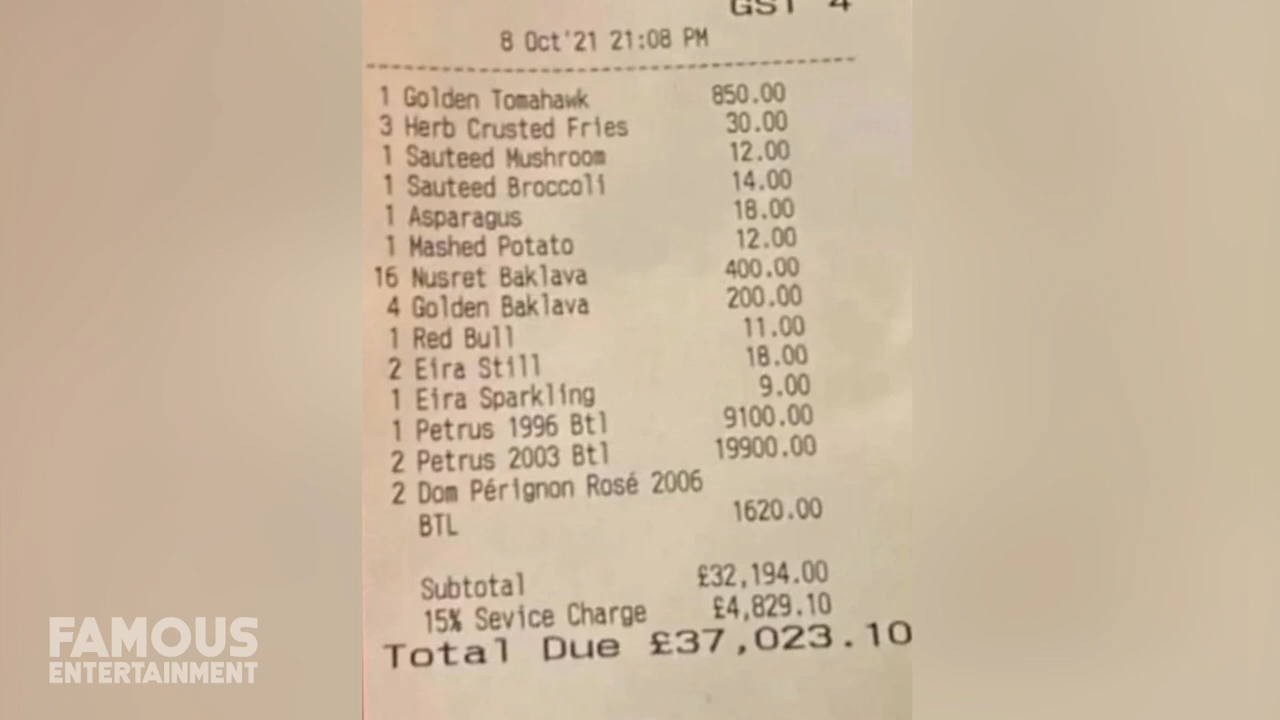 GST 4
8 Oct'21 21:08 PM
1 Golden Tomahawk 850.00
3 Herb Crusted Fries 30.00
1 Sauteed Mushroom 12.00
1 Sauteed Broccoli 14.00
1 Asparagus 18.00
1 Mashed Potato 12.00
16 Nusret Baklava 400.00
4 Golden Baklava 200.00
1 Red Bull 11.00
2 Eira Still 18.00
1 Eira Sparkling 9.00
1 Petrus 1996 Btl 9100.00
2 Petrus 2003 Btl 19900.00
2 Dom Pérignon Rosé 2006
BTL 1620.00
Subtotal £32,194.00
15% Sevice Charge £4,829.10
Total Due £37,023.10
FAMOUS
ENTERTAINMENT